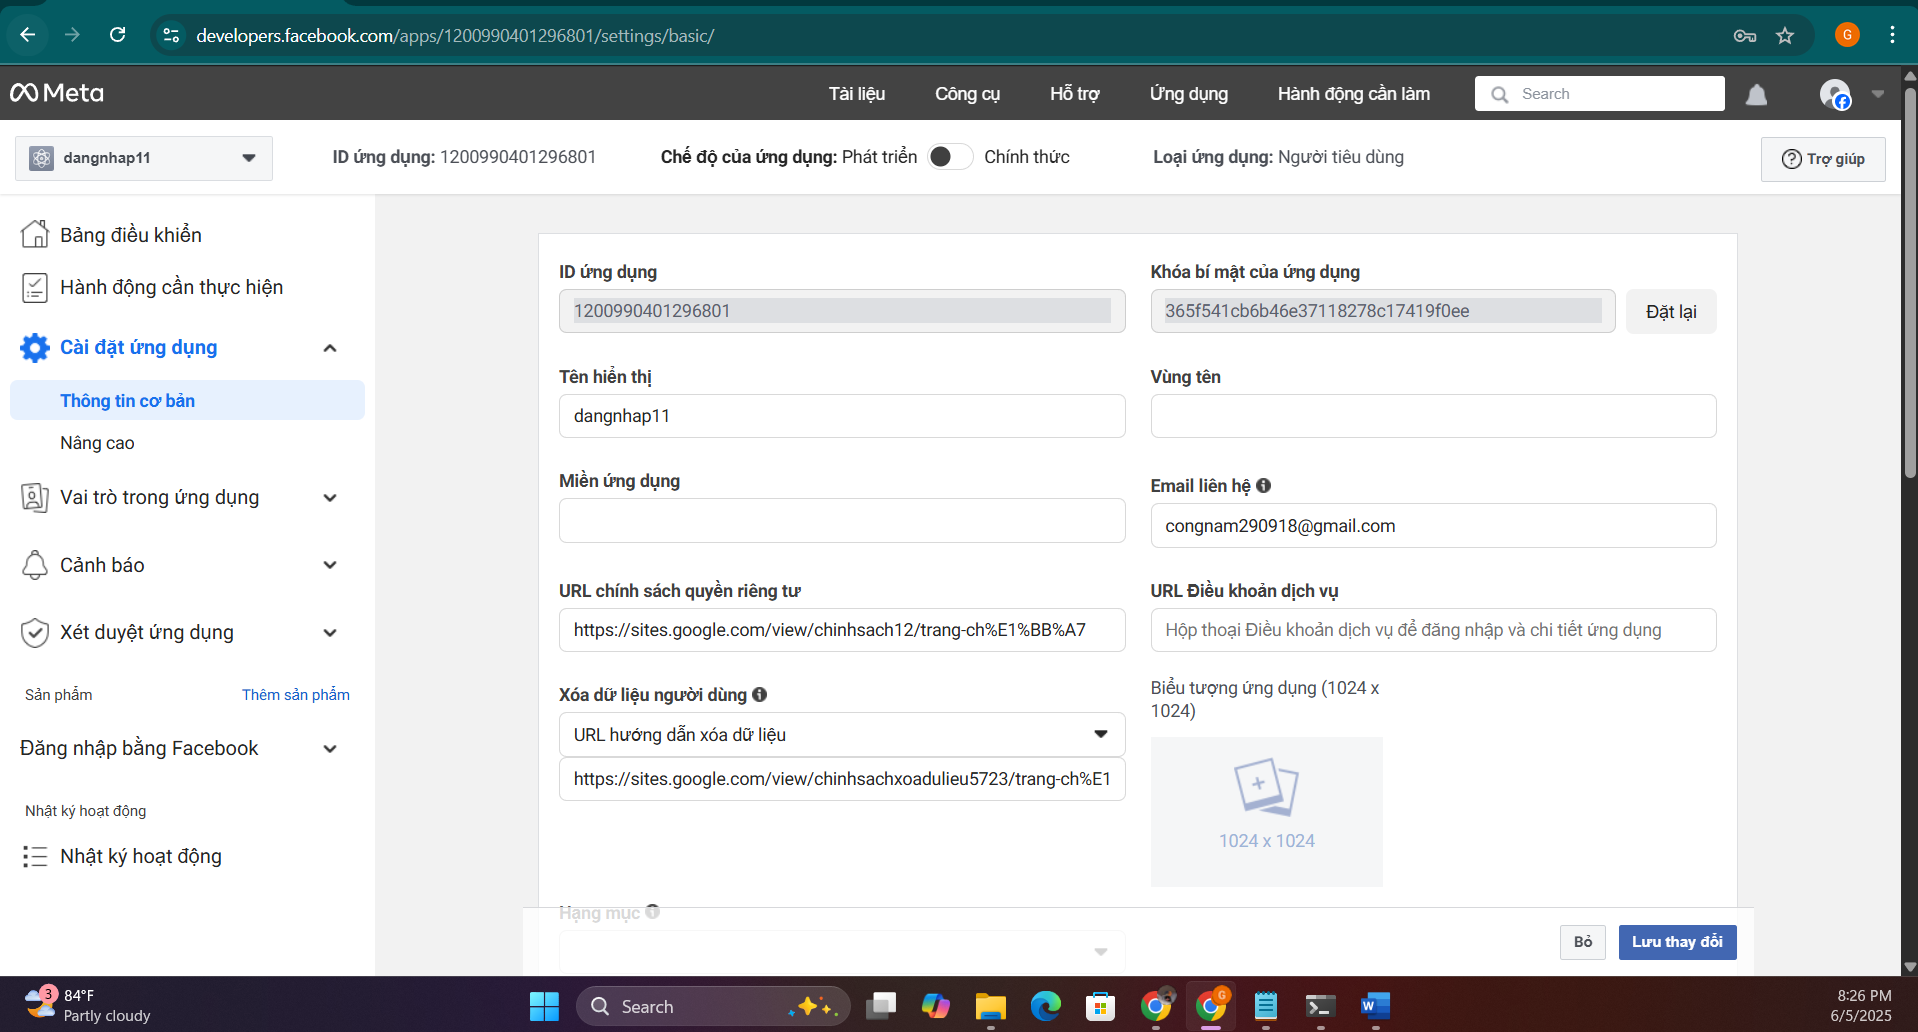 developers.facebook.com/apps/1200990401296801/settings/basic/
G
Meta
Tài liệu
Công cụ
Hỗ trợ
Ứng dụng
Hành động cần làm
Search
dangnhap11
ID ứng dụng: 1200990401296801
Chế độ của ứng dụng: Phát triển
Chính thức
Loại ứng dụng: Người tiêu dùng
Trợ giúp
Bảng điều khiển
Hành động cần thực hiện
Cài đặt ứng dụng
Thông tin cơ bản
Nâng cao
Vai trò trong ứng dụng
Cảnh báo
Xét duyệt ứng dụng
Sản phẩm
Thêm sản phẩm
Đăng nhập bằng Facebook
Nhật ký hoạt động
Nhật ký hoạt động
ID ứng dụng
1200990401296801
Khóa bí mật của ứng dụng
365f541cb6b46e37118278c17419f0ee
Đặt lại
Tên hiển thị
dangnhap11
Vùng tên
Miền ứng dụng
Email liên hệ
congnam290918@gmail.com
URL chính sách quyền riêng tư
https://sites.google.com/view/chinhsach12/trang-ch%E1%BB%A7
URL Điều khoản dịch vụ
Hộp thoại Điều khoản dịch vụ để đăng nhập và chi tiết ứng dụng
Xóa dữ liệu người dùng
URL hướng dẫn xóa dữ liệu
https://sites.google.com/view/chinhsachxoadulieu5723/trang-ch%E1
Biểu tượng ứng dụng (1024 x
1024)
1024 x 1024
Hạng mục
Bỏ
Lưu thay đổi
3
84°F
Partly cloudy
Search
G
W
8:26 PM
6/5/2025